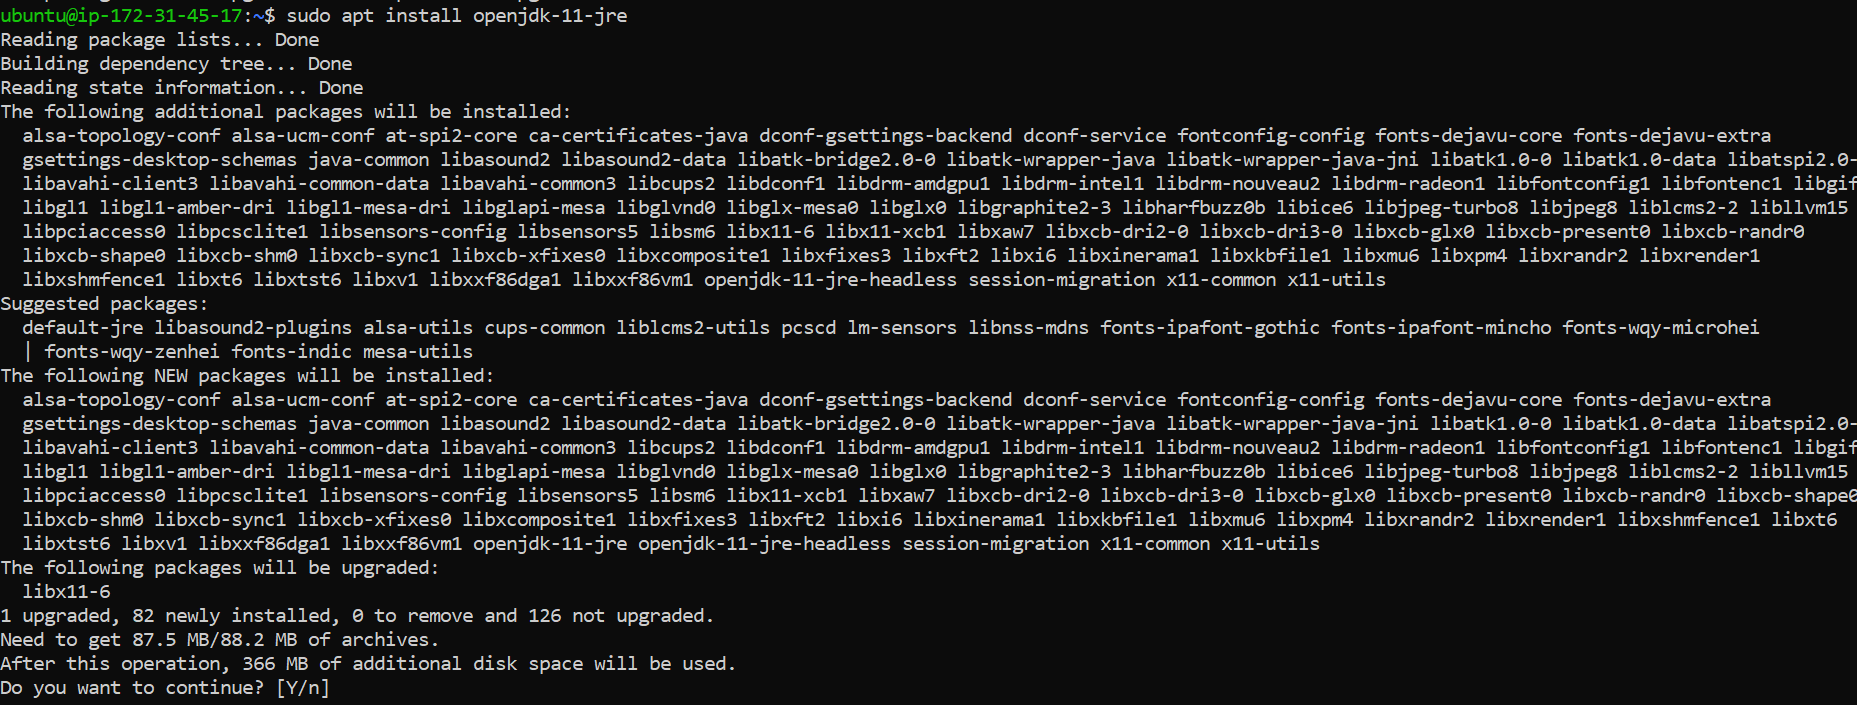 ubuntu@ip-172-31-45-17:~$ sudo apt install openjdk-11-jre
Reading package lists... Done
Building dependency tree... Done
Reading state information... Done
The following additional packages will be installed:
  alsa-topology-conf alsa-ucm-conf at-spi2-core ca-certificates-java dconf-gsettings-backend dconf-service fontconfig-config fonts-dejavu-core fonts-dejavu-extra
  gsettings-desktop-schemas java-common libasound2 libasound2-data libatk-bridge2.0-0 libatk-wrapper-java libatk-wrapper-java-jni libatk1.0-0 libatk1.0-data libatspi2.0-
  libavahi-client3 libavahi-common-data libavahi-common3 libcups2 libdconf1 libdrm-amdgpu1 libdrm-intel1 libdrm-nouveau2 libdrm-radeon1 libfontconfig1 libfontenc1 libgif
  libgl1 libgl1-amber-dri libgl1-mesa-dri libglapi-mesa libglvnd0 libglx-mesa0 libglx0 libgraphite2-3 libharfbuzz0b libice6 libjpeg-turbo8 libjpeg8 liblcms2-2 libllvm15
  libpciaccess0 libpcsclite1 libsensors-config libsensors5 libsm6 libx11-6 libx11-xcb1 libxaw7 libxcb-dri2-0 libxcb-dri3-0 libxcb-glx0 libxcb-present0 libxcb-randr0
  libxcb-shape0 libxcb-shm0 libxcb-sync1 libxcb-xfixes0 libxcomposite1 libxfixes3 libxft2 libxi6 libxinerama1 libxkbfile1 libxmu6 libxpm4 libxrandr2 libxrender1
  libxshmfence1 libxt6 libxtst6 libxv1 libxxf86dga1 libxxf86vm1 openjdk-11-jre-headless session-migration x11-common x11-utils
Suggested packages:
  default-jre libasound2-plugins alsa-utils cups-common liblcms2-utils pcscd lm-sensors libnss-mdns fonts-ipafont-gothic fonts-ipafont-mincho fonts-wqy-microhei
  | fonts-wqy-zenhei fonts-indic mesa-utils
The following NEW packages will be installed:
  alsa-topology-conf alsa-ucm-conf at-spi2-core ca-certificates-java dconf-gsettings-backend dconf-service fontconfig-config fonts-dejavu-core fonts-dejavu-extra
  gsettings-desktop-schemas java-common libasound2 libasound2-data libatk-bridge2.0-0 libatk-wrapper-java libatk-wrapper-java-jni libatk1.0-0 libatk1.0-data libatspi2.0-
  libavahi-client3 libavahi-common-data libavahi-common3 libcups2 libdconf1 libdrm-amdgpu1 libdrm-intel1 libdrm-nouveau2 libdrm-radeon1 libfontconfig1 libfontenc1 libgif
  libgl1 libgl1-amber-dri libgl1-mesa-dri libglapi-mesa libglvnd0 libglx-mesa0 libglx0 libgraphite2-3 libharfbuzz0b libice6 libjpeg-turbo8 libjpeg8 liblcms2-2 libllvm15
  libpciaccess0 libpcsclite1 libsensors-config libsensors5 libsm6 libx11-xcb1 libxaw7 libxcb-dri2-0 libxcb-dri3-0 libxcb-glx0 libxcb-present0 libxcb-randr0 libxcb-shape0
  libxcb-shm0 libxcb-sync1 libxcb-xfixes0 libxcomposite1 libxfixes3 libxft2 libxi6 libxinerama1 libxkbfile1 libxmu6 libxpm4 libxrandr2 libxrender1 libxshmfence1 libxt6
  libxtst6 libxv1 libxxf86dga1 libxxf86vm1 openjdk-11-jre openjdk-11-jre-headless session-migration x11-common x11-utils
The following packages will be upgraded:
  libx11-6
1 upgraded, 82 newly installed, 0 to remove and 126 not upgraded.
Need to get 87.5 MB/88.2 MB of archives.
After this operation, 366 MB of additional disk space will be used.
Do you want to continue? [Y/n]